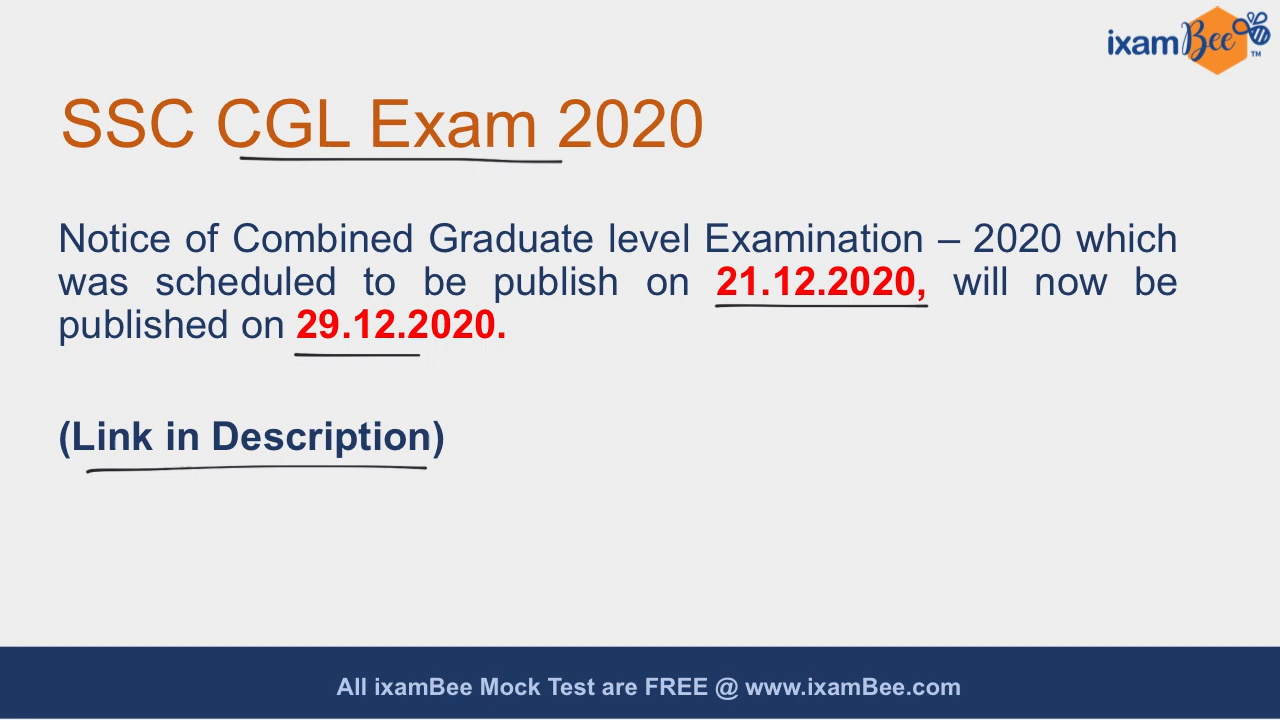 ixamBee™
SSC CGL Exam 2020
Notice of Combined Graduate level Examination – 2020 which
was scheduled to be publish on 21.12.2020, will now be
published on 29.12.2020.
(Link in Description)
All ixamBee Mock Test are FREE @ www.ixamBee.com